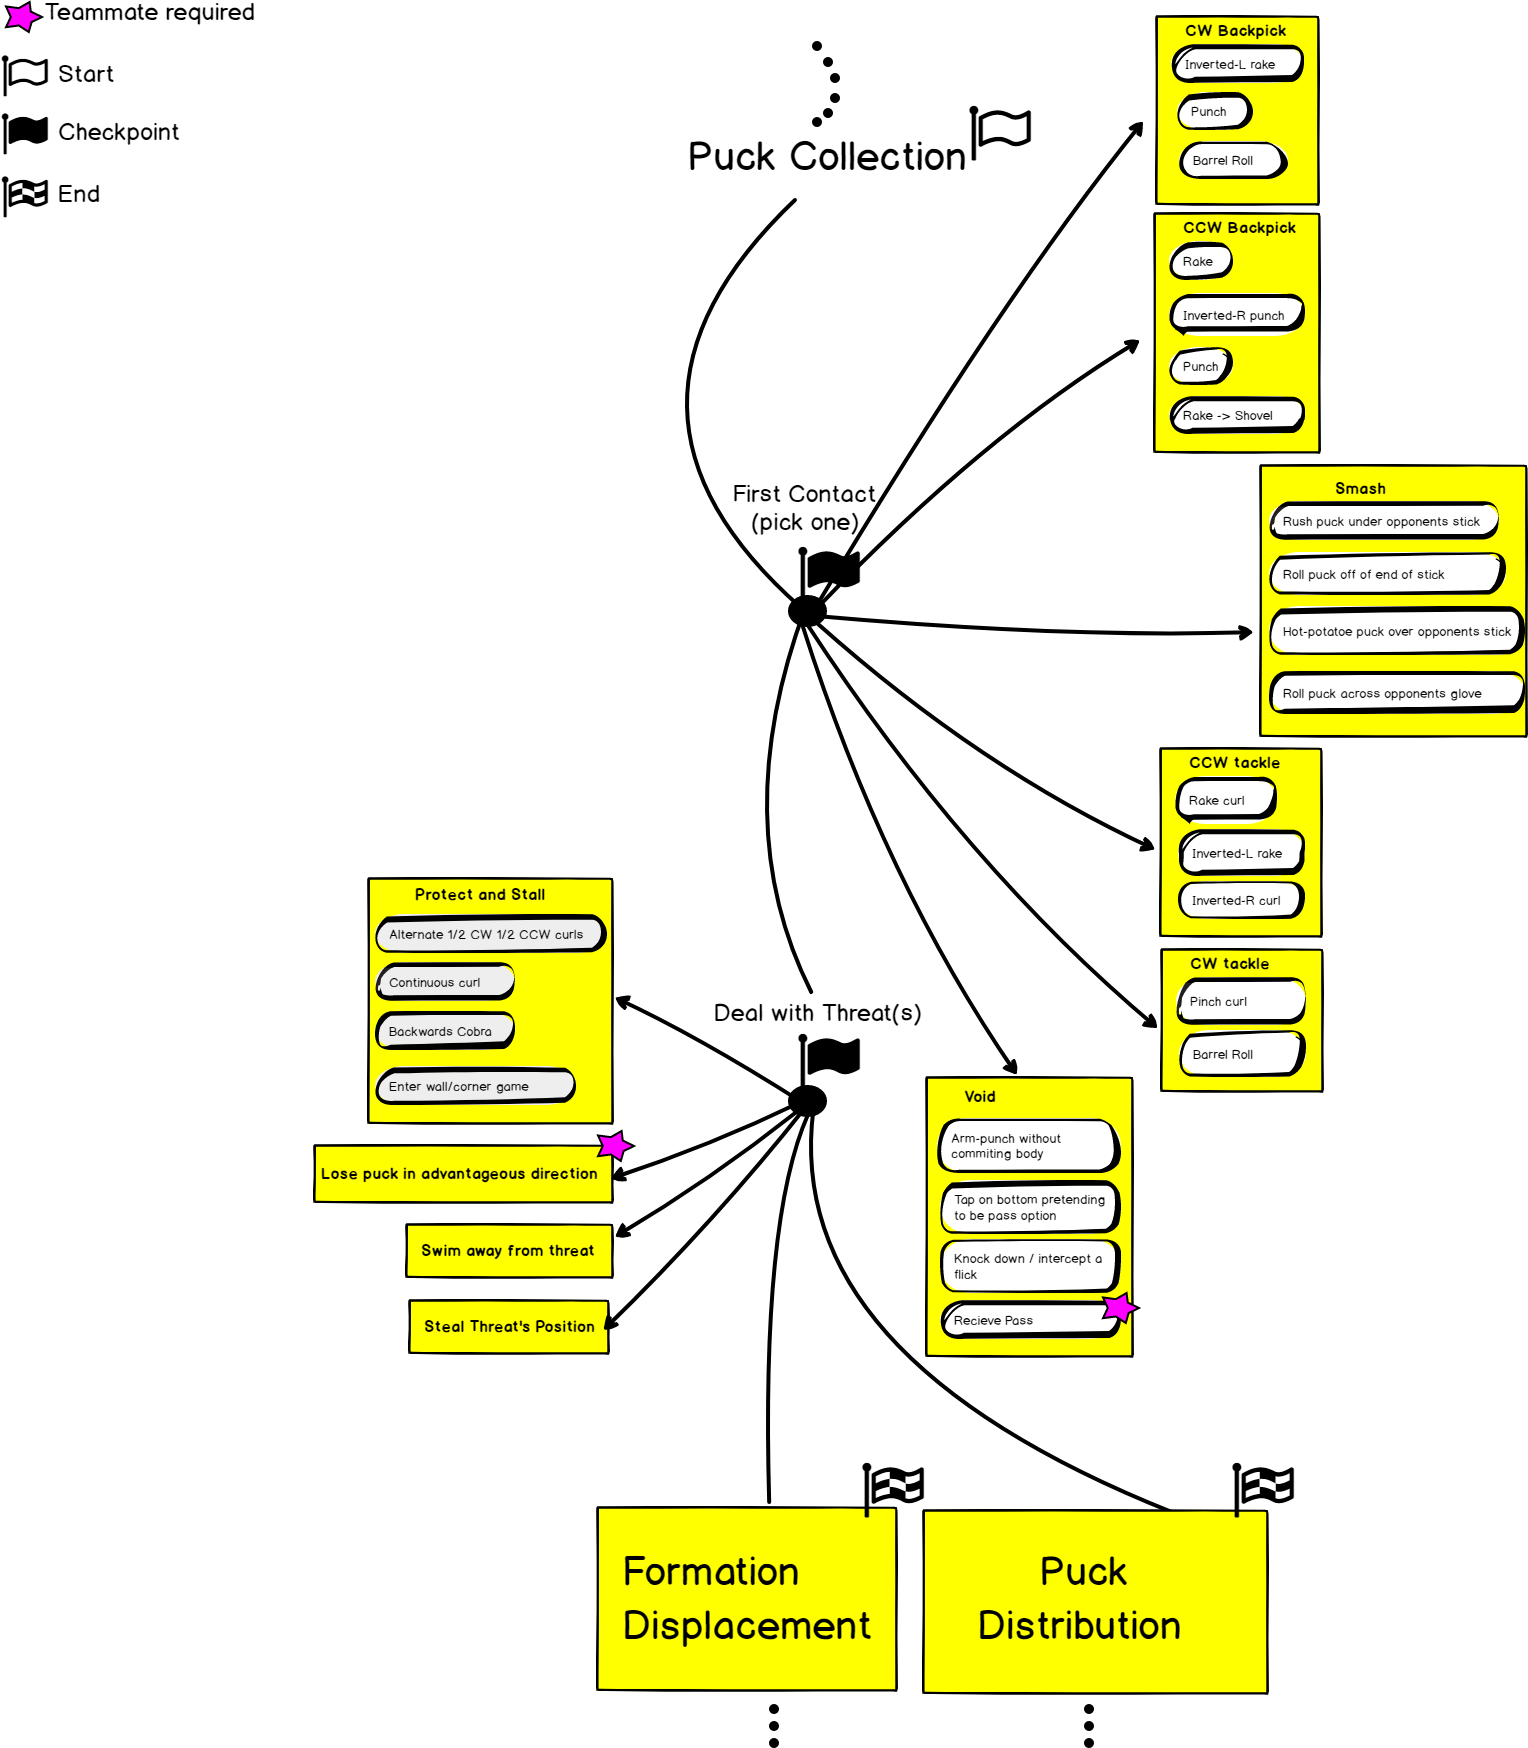 Teammate required
Start
Checkpoint
End
Puck Collection
CW Backpick
Inverted-L rake
Punch
Barrel Roll
CCW Backpick
Rake
Inverted-R punch
Punch
Rake -> Shovel
First Contact
(pick one)
Smash
Rush puck under opponents stick
Roll puck off of end of stick
Hot-potatoe puck over opponents stick
Roll puck across opponents glove
CCW tackle
Rake curl
Inverted-L rake
Inverted-R curl
CW tackle
Pinch curl
Barrel Roll
Void
Arm-punch without
commiting body
Tap on bottom pretending
to be pass option
Knock down / intercept a
flick
Recieve Pass
Deal with Threat(s)
Protect and Stall
Alternate 1/2 CW 1/2 CCW curls
Continuous curl
Backwards Cobra
Enter wall/corner game
Lose puck in advantageous direction
Swim away from threat
Steal Threat's Position
Formation
Displacement
Puck
Distribution